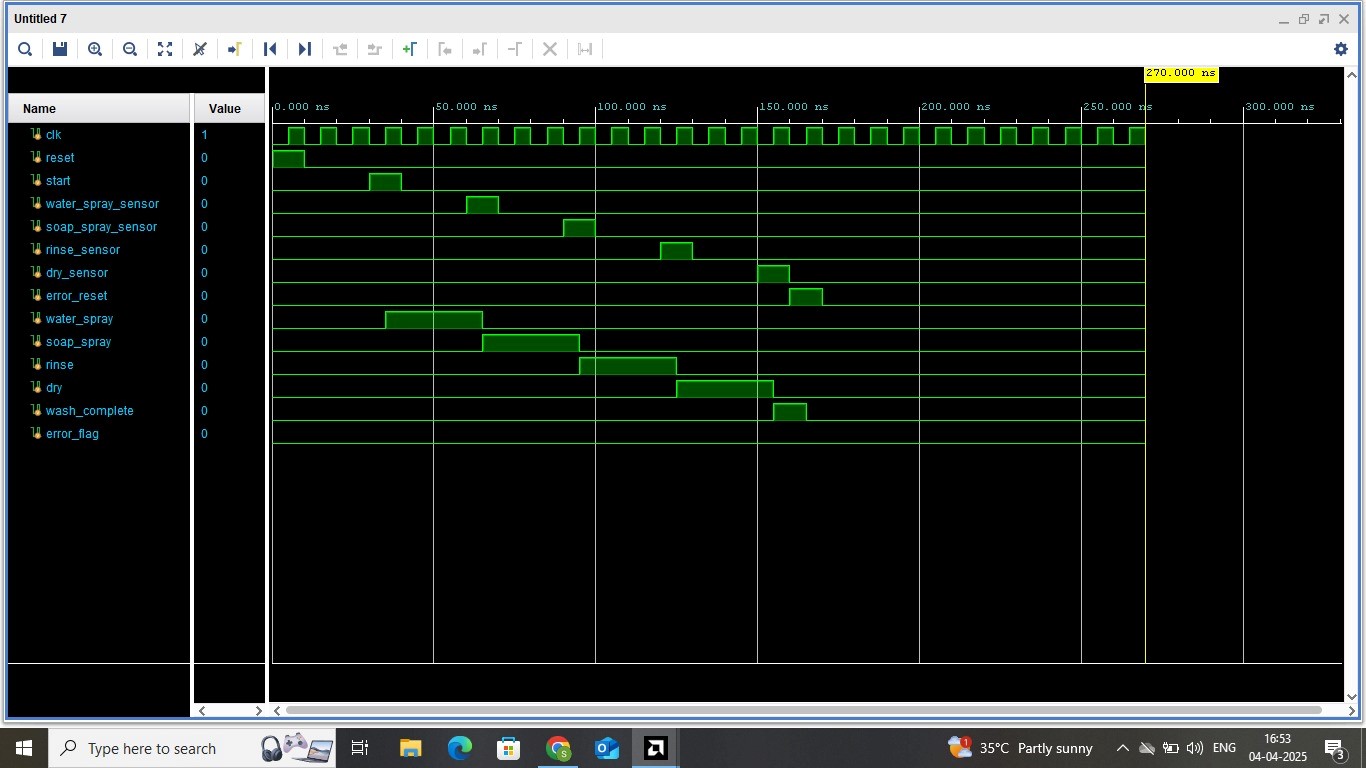 Untitled 7
270.000 ns
Name Value
0.000 ns 50.000 ns 100.000 ns 150.000 ns 200.000 ns 250.000 ns 300.000 ns
clk 1
reset 0
start 0
water_spray_sensor 0
soap_spray_sensor 0
rinse_sensor 0
dry_sensor 0
error_reset 0
water_spray 0
soap_spray 0
rinse 0
dry 0
wash_complete 0
error_flag 0
Type here to search
1
35°C Partly sunny
ENG
16:53
04-04-2025
3